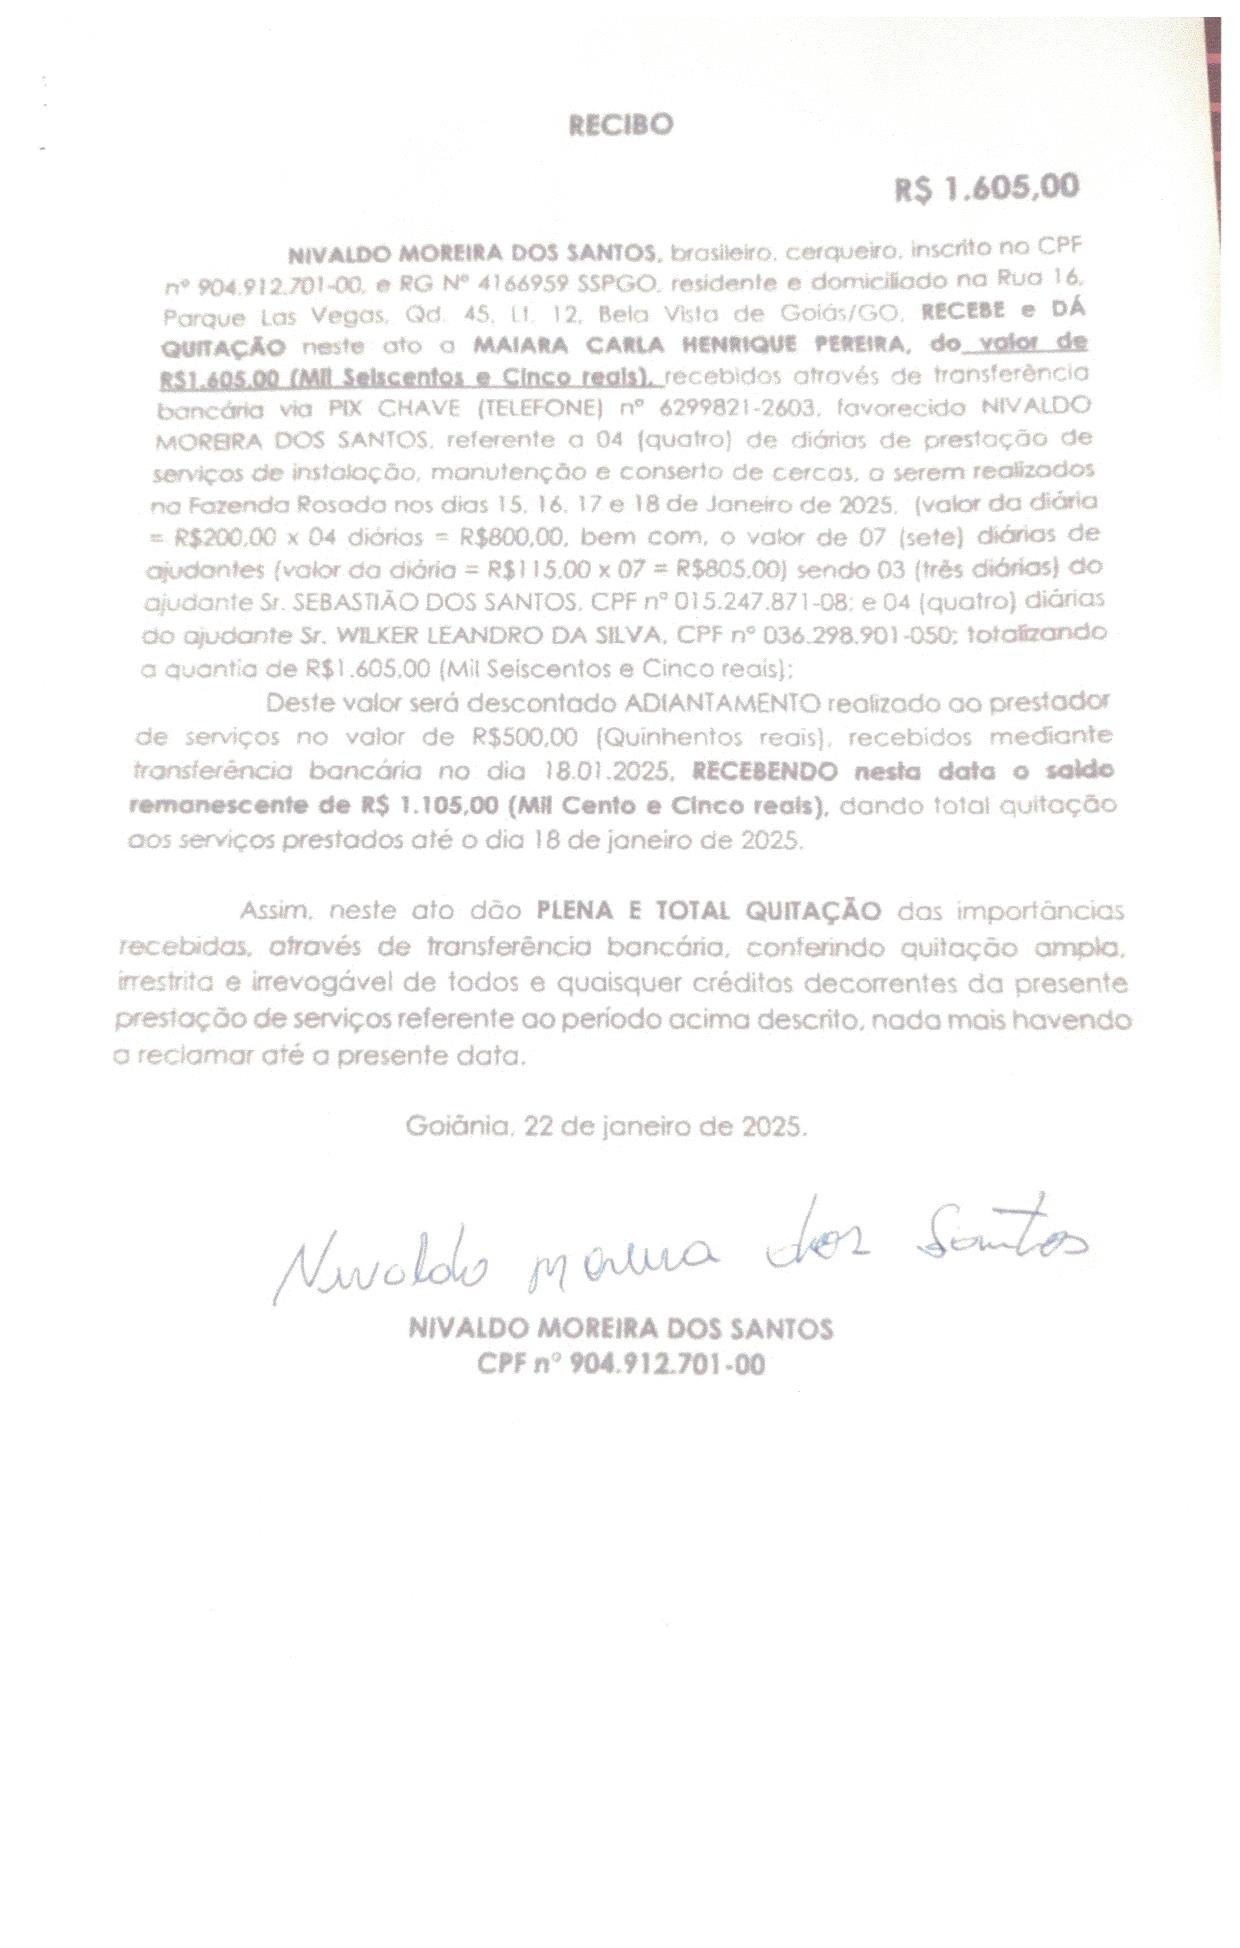 RECIBO
R$ 1.605,00
NIVALDO MOREIRA DOS SANTOS, brasileiro, cerqueiro, inscrito no CPF
nº 904.912.701-00, e RG Nº 4166959 SSPGO, residente e domiciliado na Rua 16,
Parque Las Vegas, Qd. 45, Lt. 12, Bela Vista de Goiás/GO, RECEBE e DÁ
QUITAÇÃO neste ato a MAIARA CARLA HENRIQUE PEREIRA, do valor de
R$1.605,00 (Mil Seiscentos e Cinco reais), recebidos através de transferência
bancária via PIX CHAVE (TELEFONE) nº 6299821-2603, favorecido NIVALDO
MOREIRA DOS SANTOS, referente a 04 (quatro) de diárias de prestação de
serviços de instalação, manutenção e conserto de cercas, a serem realizados
na Fazenda Rosada nos dias 15, 16, 17 e 18 de Janeiro de 2025, (valor da diária
= R$200,00 x 04 diárias = R$800,00, bem com, o valor de 07 (sete) diárias de
ajudantes (valor da diária = R$115,00 x 07 = R$805,00) sendo 03 (três diárias) do
ajudante Sr. SEBASTIÃO DOS SANTOS, CPF nº 015.247.871-08; e 04 (quatro) diárias
do ajudante Sr. WILKER LEANDRO DA SILVA, CPF nº 036.298.901-050; totalizando
a quantia de R$1.605,00 (Mil Seiscentos e Cinco reais);
Deste valor será descontado ADIANTAMENTO realizado ao prestador
de serviços no valor de R$500,00 (Quinhentos reais), recebidos mediante
transferência bancária no dia 18.01.2025, RECEBENDO nesta data o saldo
remanescente de R$ 1.105,00 (Mil Cento e Cinco reais), dando total quitação
aos serviços prestados até o dia 18 de janeiro de 2025.
Assim, neste ato dão PLENA E TOTAL QUITAÇÃO das importâncias
recebidas, através de transferência bancária, conferindo quitação ampla,
irrestrita e irrevogável de todos e quaisquer créditos decorrentes da presente
prestação de serviços referente ao período acima descrito, nada mais havendo
a reclamar até a presente data.
Goiânia, 22 de janeiro de 2025.
Nivaldo moreira dos Santos
NIVALDO MOREIRA DOS SANTOS
CPF nº 904.912.701-00